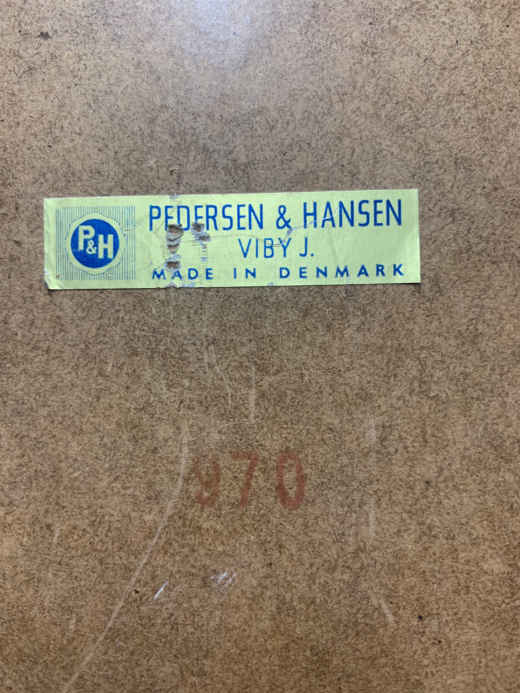 P&H
PEDERSEN & HANSEN
VIBY J.
MADE IN DENMARK
970